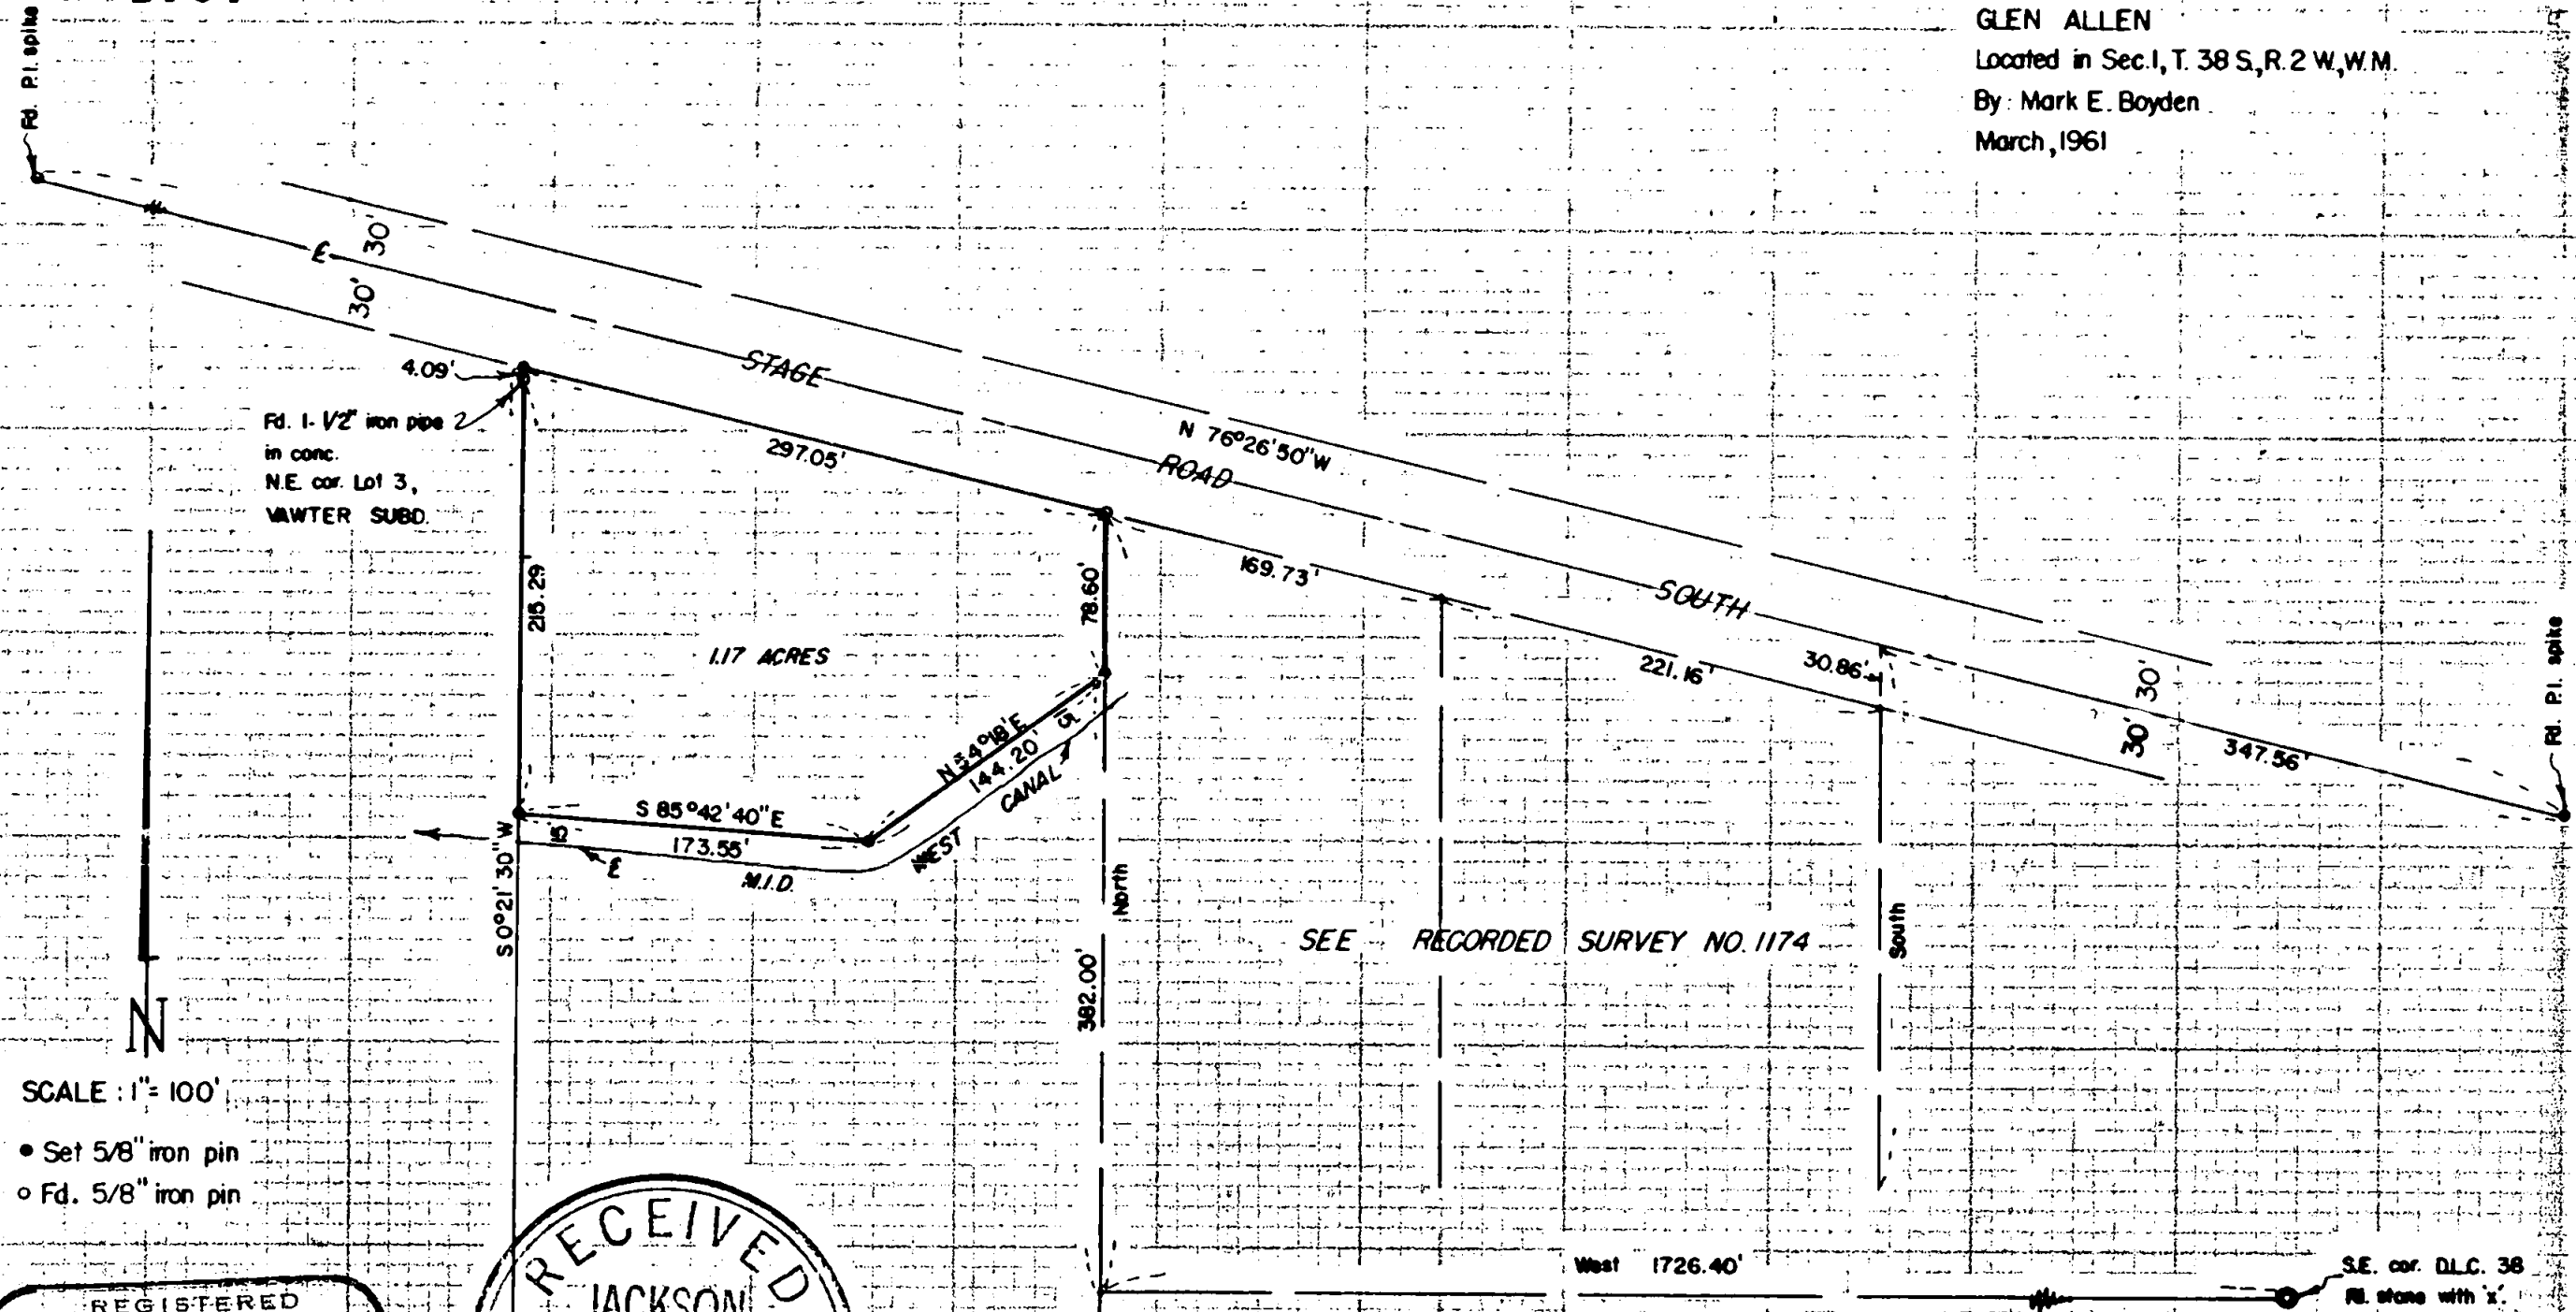 GLEN ALLEN
Located in Sec.1, T. 38 S., R. 2 W., W.M.
By: Mark E. Boyden
March, 1961
Fd. P.I. spike
30'
30'
4.09'
Fd. 1-1/2" iron pipe
in conc.
N.E. cor. Lot 3,
VAWTER SUBD.
STAGE
ROAD
SOUTH
N 76°26'50"W
297.05'
169.73'
221.16'
30.86'
30'
30'
347.56'
Fd. P.I. spike
215.29'
78.60'
1.17 ACRES
N 34°18'E
144.20'
15'
CANAL
WEST
S 85°42'40"E
173.55'
15'
M.I.D.
S 0°21'30" W
North
382.00'
South
SEE RECORDED SURVEY NO. 1174
N
SCALE : 1"= 100'
● Set 5/8" iron pin
○ Fd. 5/8" iron pin
West 1726.40'
S.E. cor. D.L.C. 38
Fd. stone with 'x'.
REGISTERED
RECEIVED
JACKSON